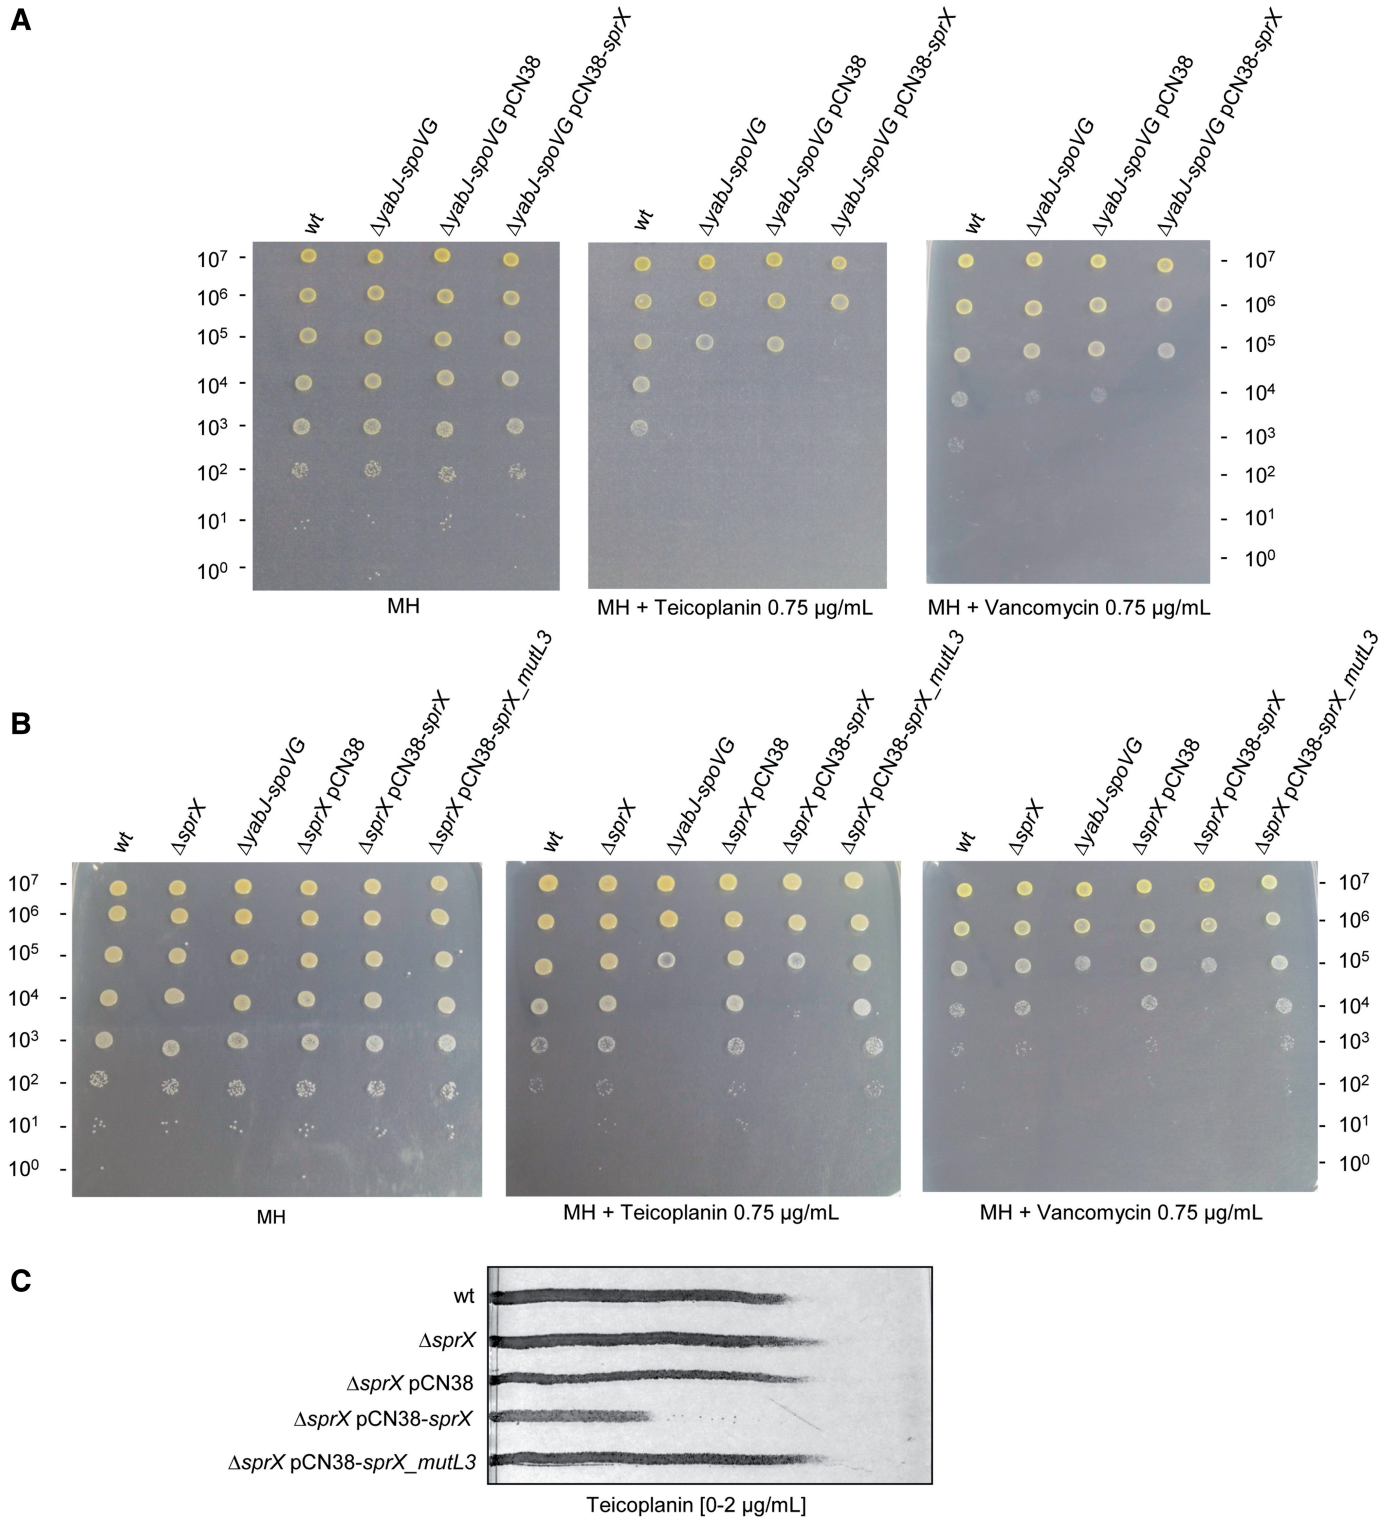 A
wt
ΔyabJ-spoVG
ΔyabJ-spoVG pCN38
ΔyabJ-spoVG pCN38-sprX
wt
ΔyabJ-spoVG
ΔyabJ-spoVG pCN38
ΔyabJ-spoVG pCN38-sprX
wt
ΔyabJ-spoVG
ΔyabJ-spoVG pCN38
ΔyabJ-spoVG pCN38-sprX
10⁷ -
10⁶ -
10⁵ -
10⁴ -
10³ -
10² -
10¹ -
10⁰ -
- 10⁷
- 10⁶
- 10⁵
- 10⁴
- 10³
- 10²
- 10¹
- 10⁰
MH
MH + Teicoplanin 0.75 µg/mL
MH + Vancomycin 0.75 µg/mL
B
wt
ΔsprX
ΔyabJ-spoVG
ΔsprX pCN38
ΔsprX pCN38-sprX
ΔsprX pCN38-sprX_mutL3
wt
ΔsprX
ΔyabJ-spoVG
ΔsprX pCN38
ΔsprX pCN38-sprX
ΔsprX pCN38-sprX_mutL3
wt
ΔsprX
ΔyabJ-spoVG
ΔsprX pCN38
ΔsprX pCN38-sprX
ΔsprX pCN38-sprX_mutL3
10⁷ -
10⁶ -
10⁵ -
10⁴ -
10³ -
10² -
10¹ -
10⁰ -
- 10⁷
- 10⁶
- 10⁵
- 10⁴
- 10³
- 10²
- 10¹
- 10⁰
MH
MH + Teicoplanin 0.75 µg/mL
MH + Vancomycin 0.75 µg/mL
C
wt
ΔsprX
ΔsprX pCN38
ΔsprX pCN38-sprX
ΔsprX pCN38-sprX_mutL3
Teicoplanin [0-2 µg/mL]